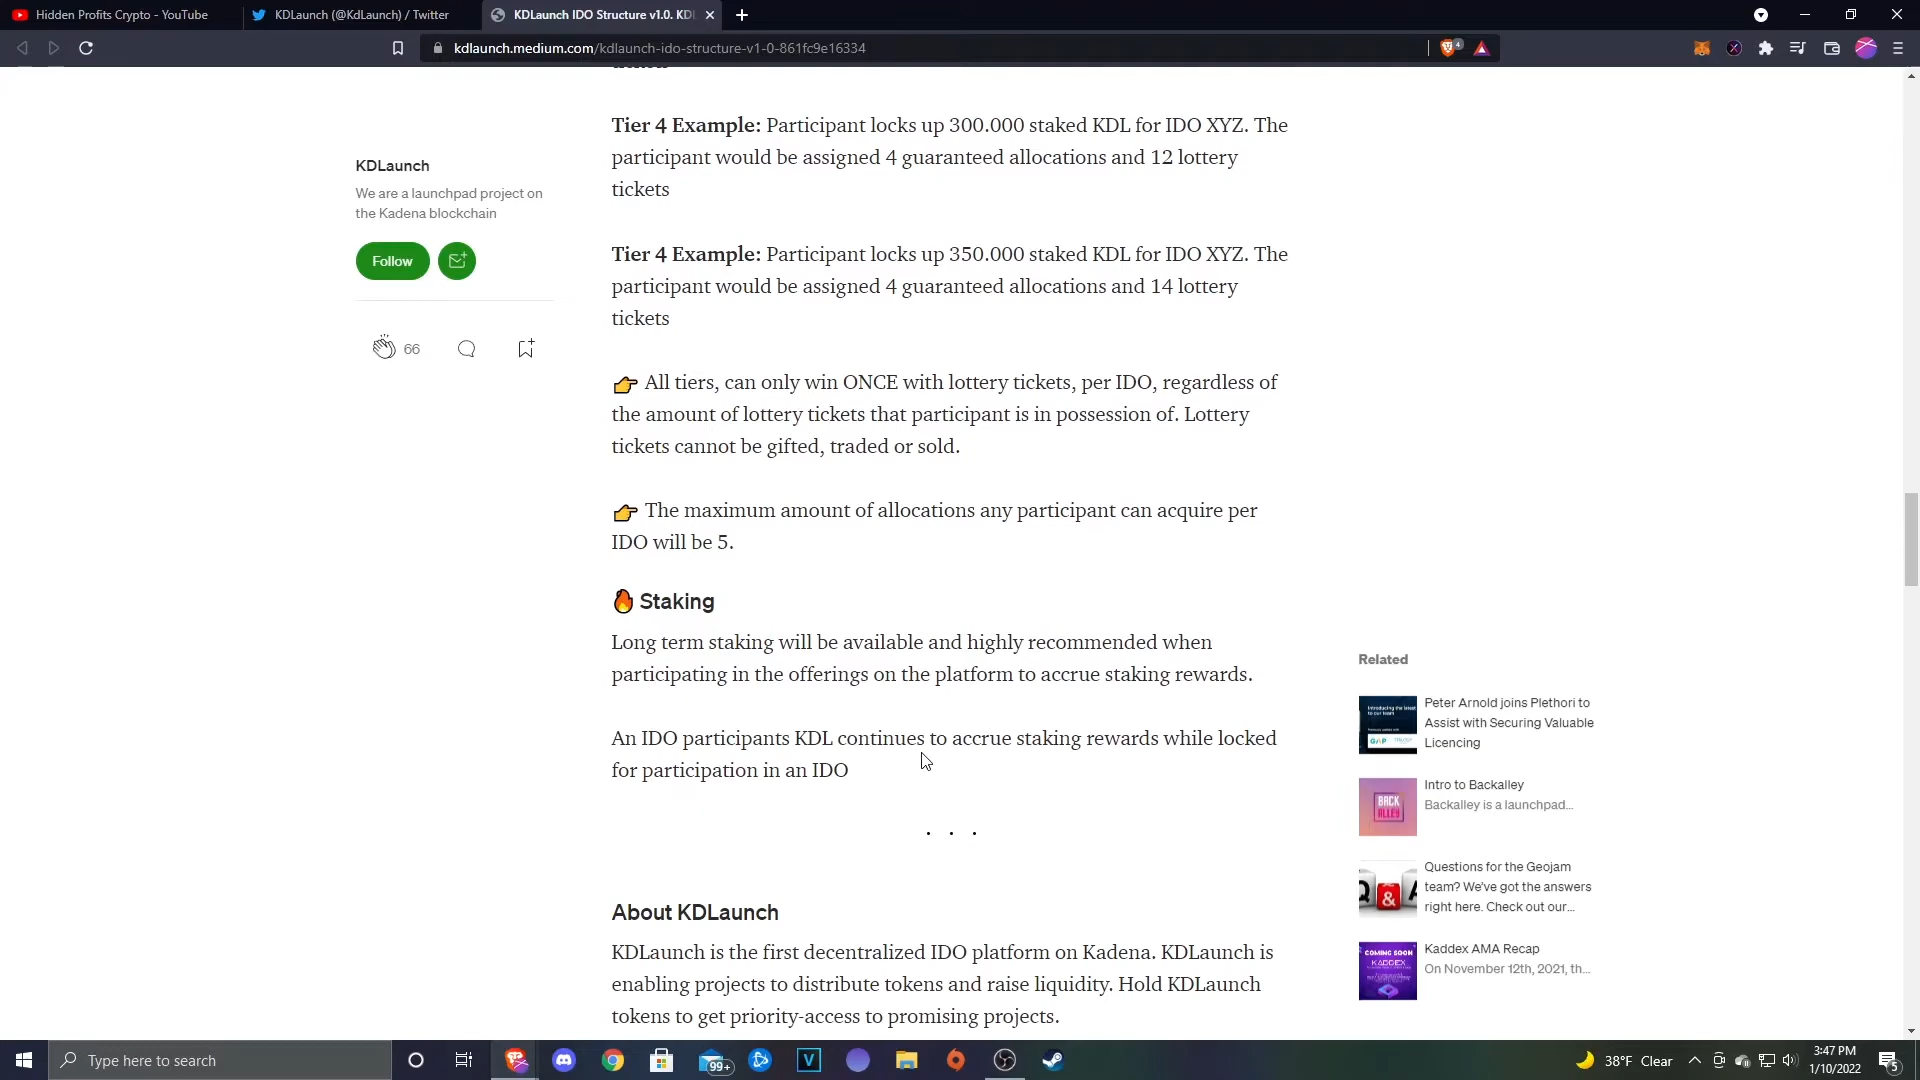 Hidden Profits Crypto - YouTube
KDLaunch (@KdLaunch) / Twitter
KDLaunch IDO Structure v1.0. KDL
kdlaunch.medium.com/kdlaunch-ido-structure-v1-0-861fc9e16334
4
Tier 4 Example: Participant locks up 300.000 staked KDL for IDO XYZ. The
participant would be assigned 4 guaranteed allocations and 12 lottery
tickets
KDLaunch
We are a launchpad project on
the Kadena blockchain
Follow
66
Tier 4 Example: Participant locks up 350.000 staked KDL for IDO XYZ. The
participant would be assigned 4 guaranteed allocations and 14 lottery
tickets
👉 All tiers, can only win ONCE with lottery tickets, per IDO, regardless of
the amount of lottery tickets that participant is in possession of. Lottery
tickets cannot be gifted, traded or sold.
👉 The maximum amount of allocations any participant can acquire per
IDO will be 5.
🔥 Staking
Long term staking will be available and highly recommended when
participating in the offerings on the platform to accrue staking rewards.
An IDO participants KDL continues to accrue staking rewards while locked
for participation in an IDO
. . .
About KDLaunch
KDLaunch is the first decentralized IDO platform on Kadena. KDLaunch is
enabling projects to distribute tokens and raise liquidity. Hold KDLaunch
tokens to get priority-access to promising projects.
Related
Peter Arnold joins Plethori to
Assist with Securing Valuable
Licencing
BACK
ALLEY
Intro to Backalley
Backalley is a launchpad...
Q & A
Questions for the Geojam
team? We've got the answers
right here. Check out our...
COMING SOON
KADDEX
Kaddex AMA Recap
On November 12th, 2021, th...
Type here to search
99+
V
38°F Clear
3:47 PM
1/10/2022
5